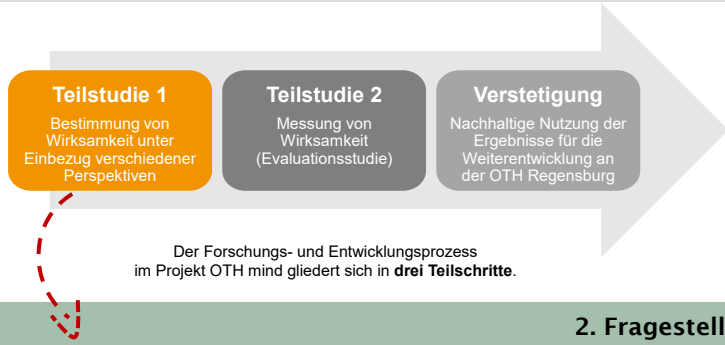 Teilstudie 1
Bestimmung von
Wirksamkeit unter
Einbezug verschiedener
Perspektiven
Teilstudie 2
Messung von
Wirksamkeit
(Evaluationsstudie)
Verstetigung
Nachhaltige Nutzung der
Ergebnisse für die
Weiterentwicklung an
der OTH Regensburg
Der Forschungs- und Entwicklungsprozess
im Projekt OTH mind gliedert sich in drei Teilschritte.
2. Fragestell